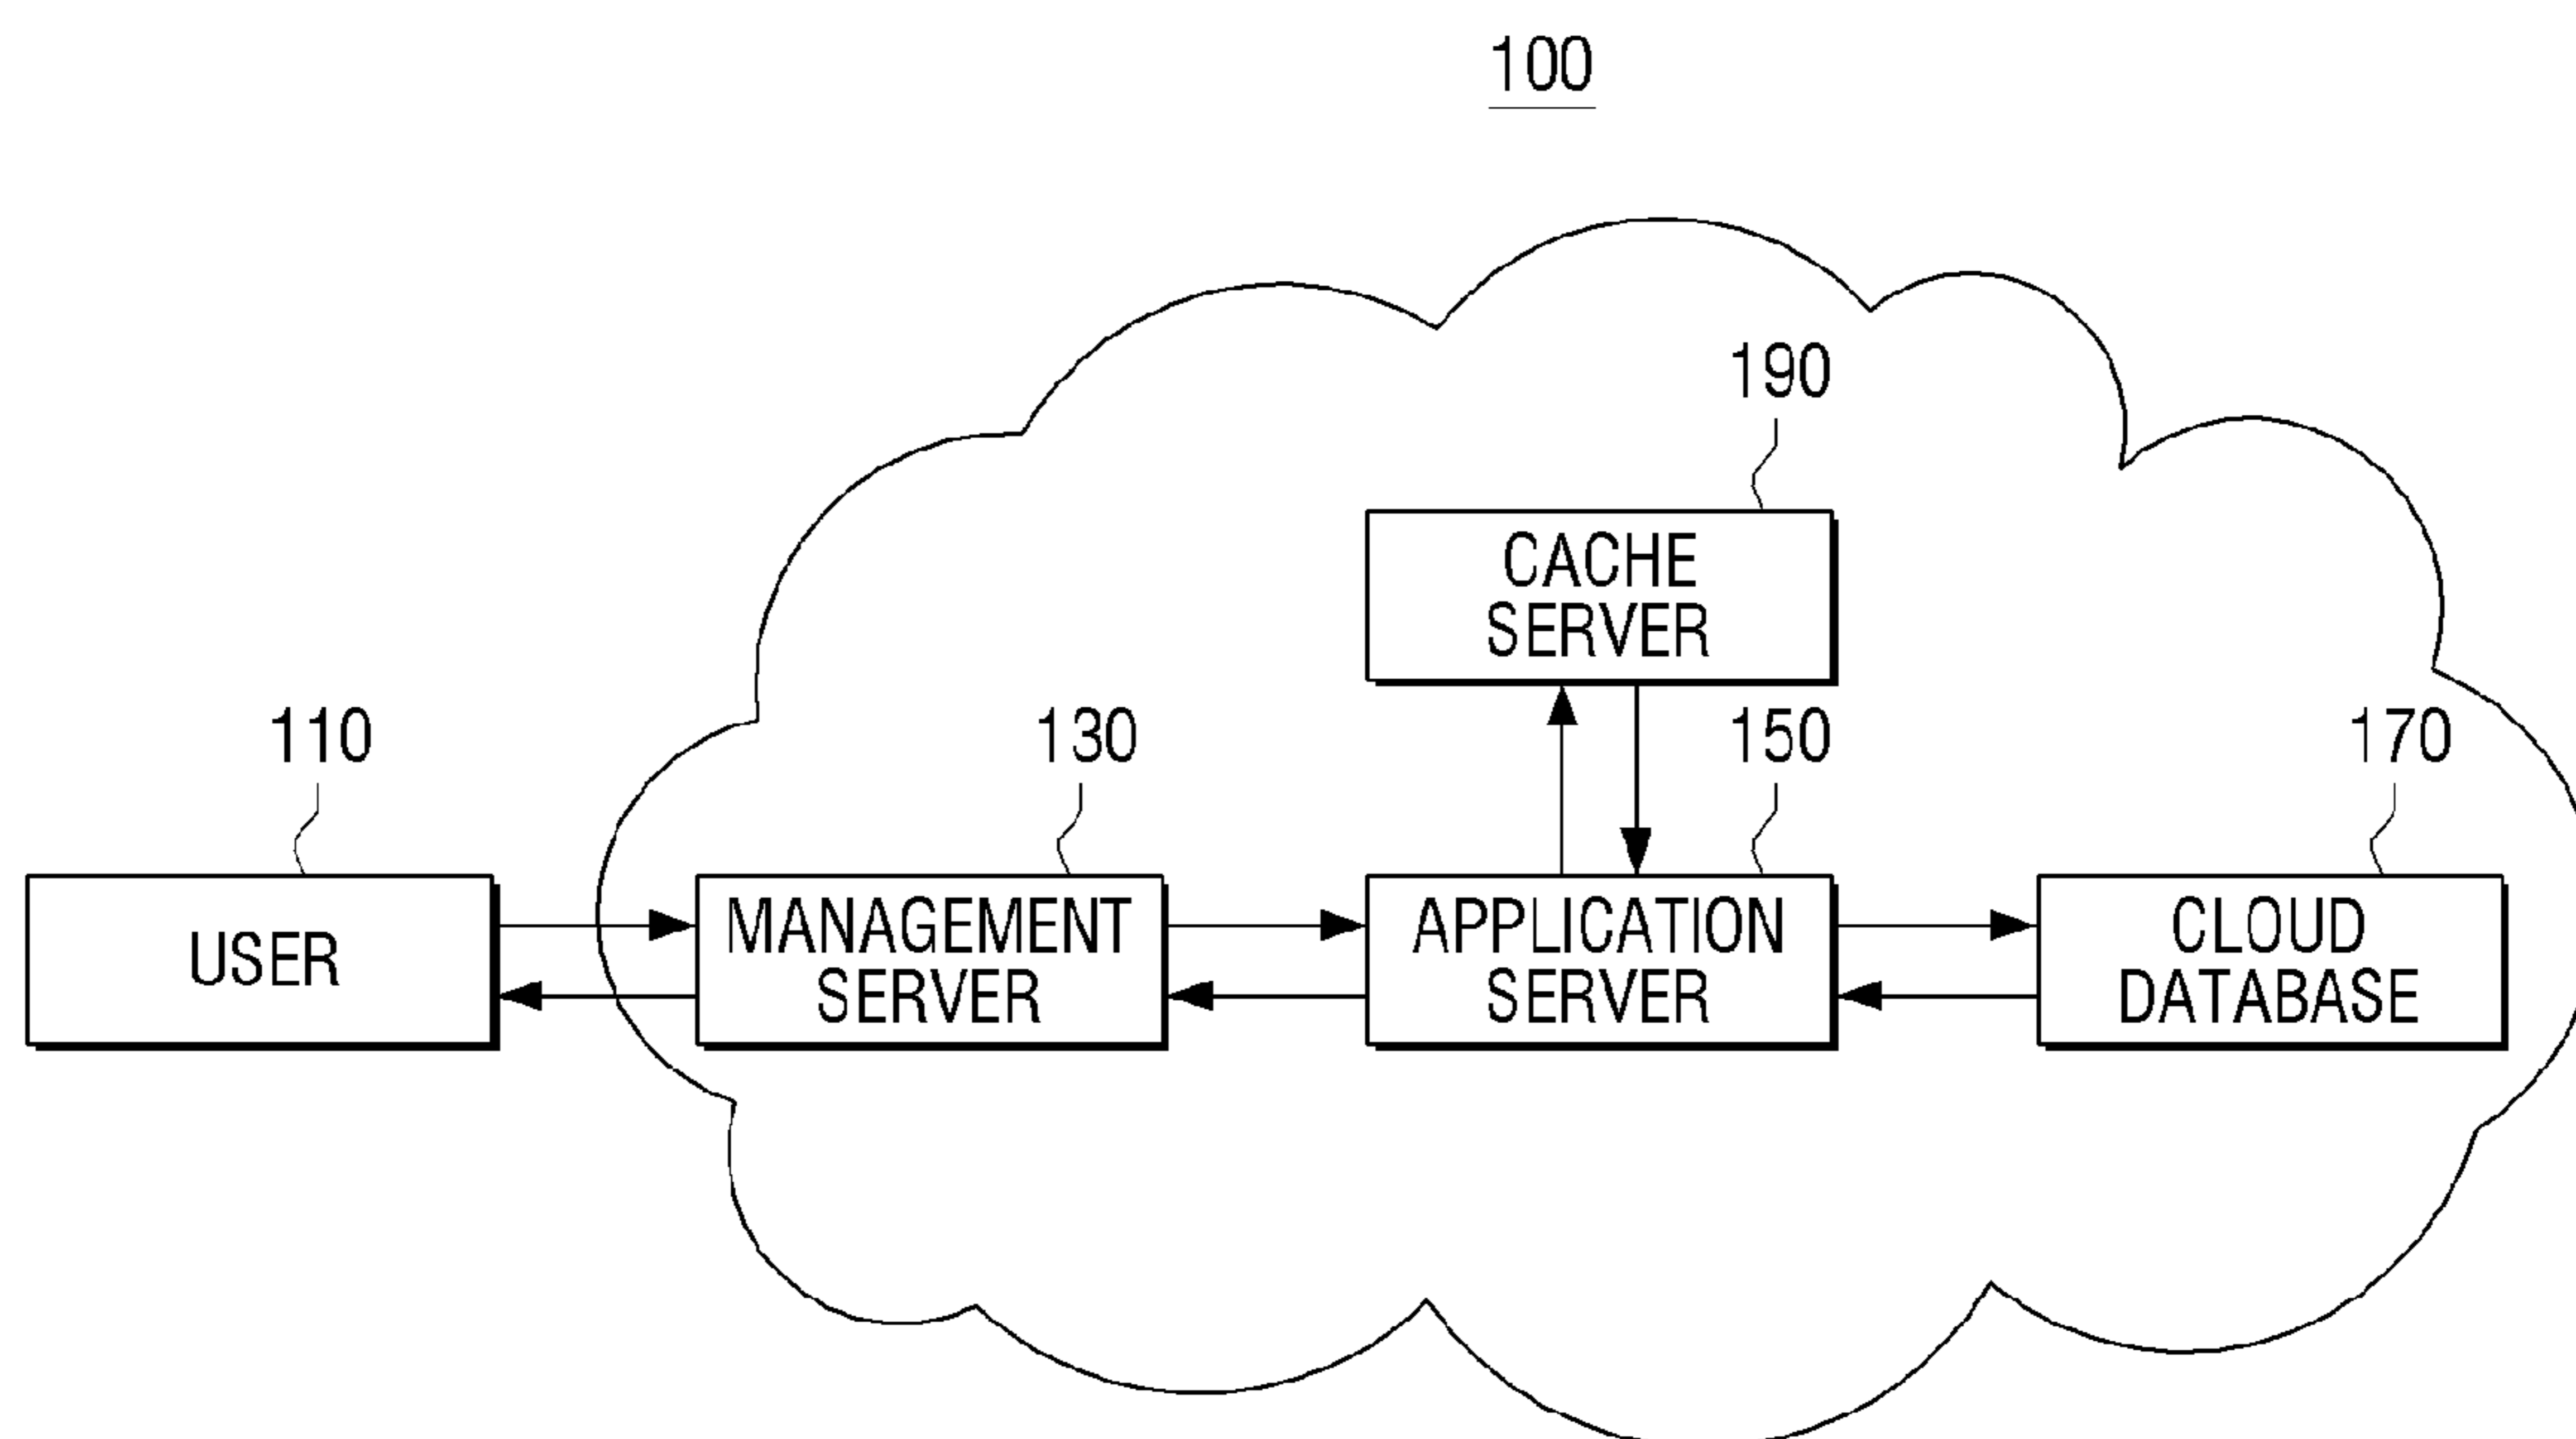 100
190
CACHE
SERVER
110
130
150
170
USER
MANAGEMENT
SERVER
APPLICATION
SERVER
CLOUD
DATABASE